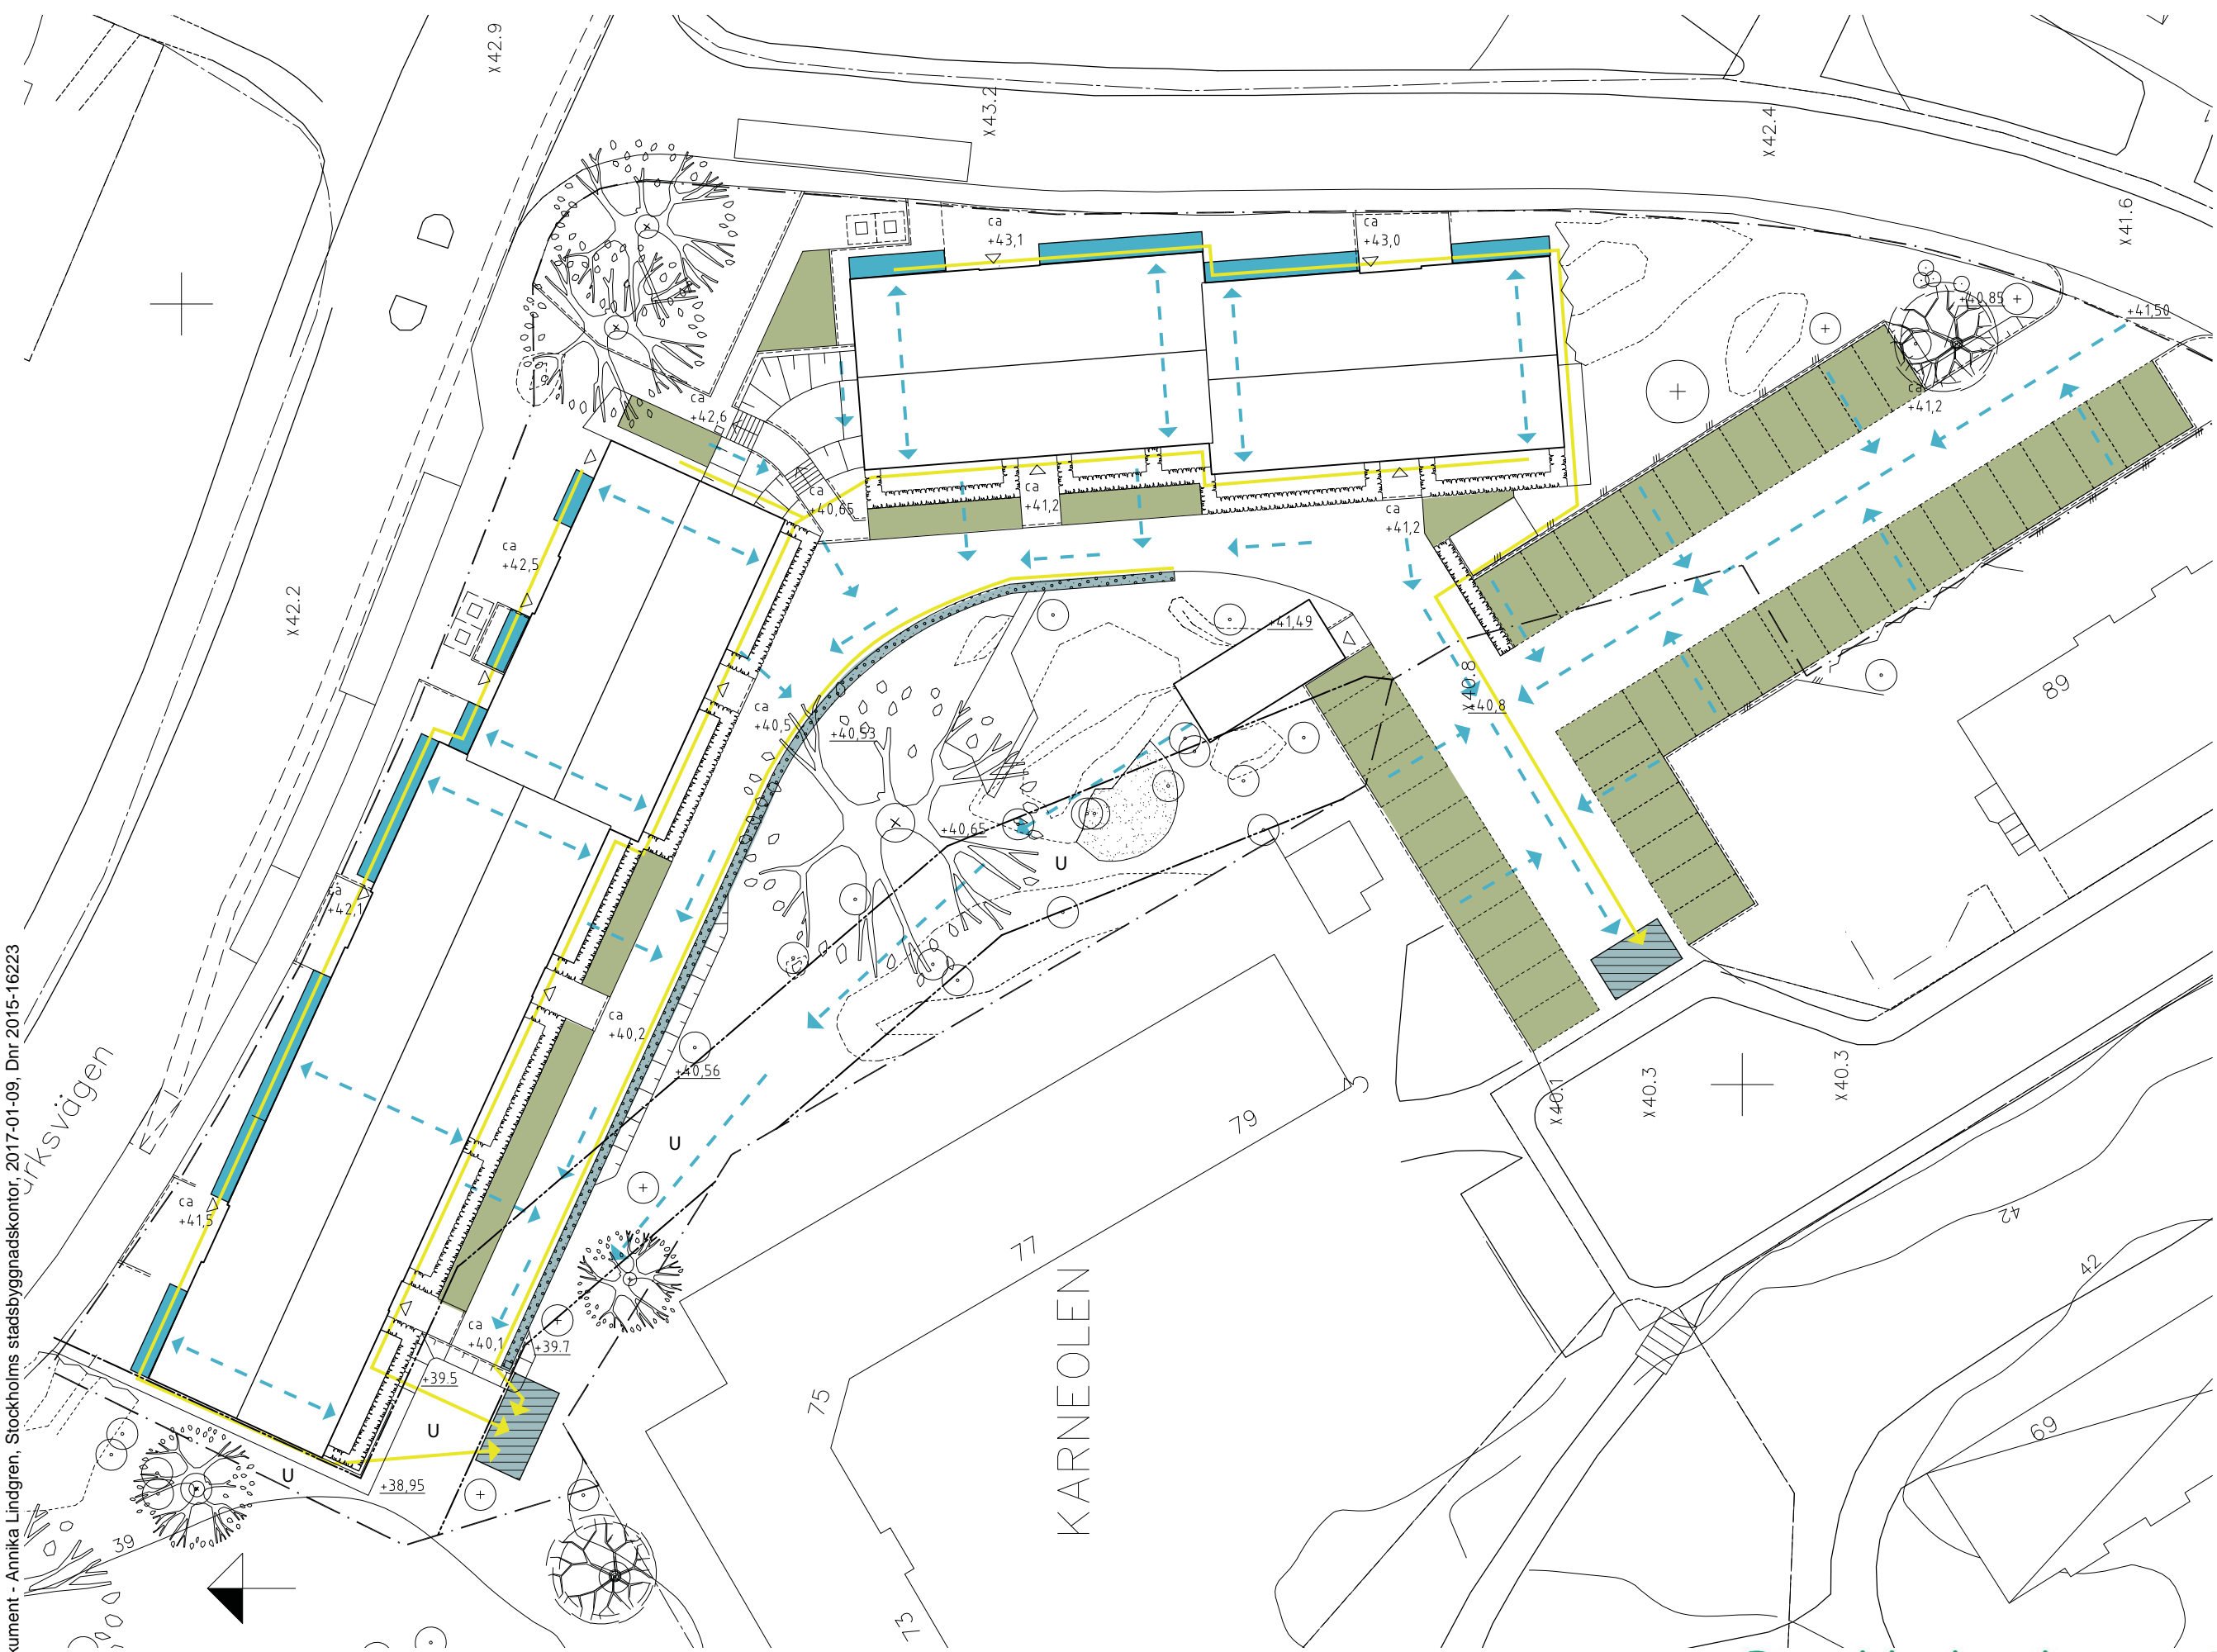 x42.9
x43.2
x42.4
x41.6
ca
+43,1
ca
+43,0
+40,85
+41,50
ca
+42,6
ca
+41,2
ca
+40,65
ca
+41,2
ca
+41,2
ca
+42,5
x42.2
+41,49
x40.8
+40,8
89
ca
+40,5
+40,53
+40,65
U
ca
+42,1
ca
+40,2
+40,56
U
79
77
75
73
x40.1
x40.3
x40.3
42
42
69
KARNEOLEN
ca
+41,5
ca
+40,1
+39.7
+39.5
U
U
+38,95
39
kument - Annika Lindgren, Stockholms stadsbyggnadskontor, 2017-01-09, Dnr 2015-16223
rksvägen